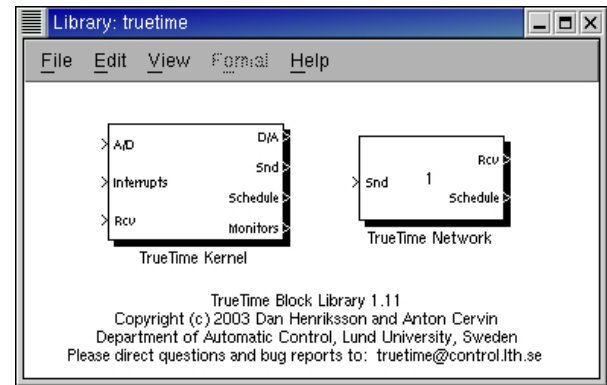 Library: truetime
File Edit View Format Help
A/D
Interrupts
Rcv
D/A
Snd
Schedule
Monitors
TrueTime Kernel
Snd
1
Rcv
Schedule
TrueTime Network
TrueTime Block Library 1.11
Copyright (c) 2003 Dan Henriksson and Anton Cervin
Department of Automatic Control, Lund University, Sweden
Please direct questions and bug reports to: truetime@control.lth.se